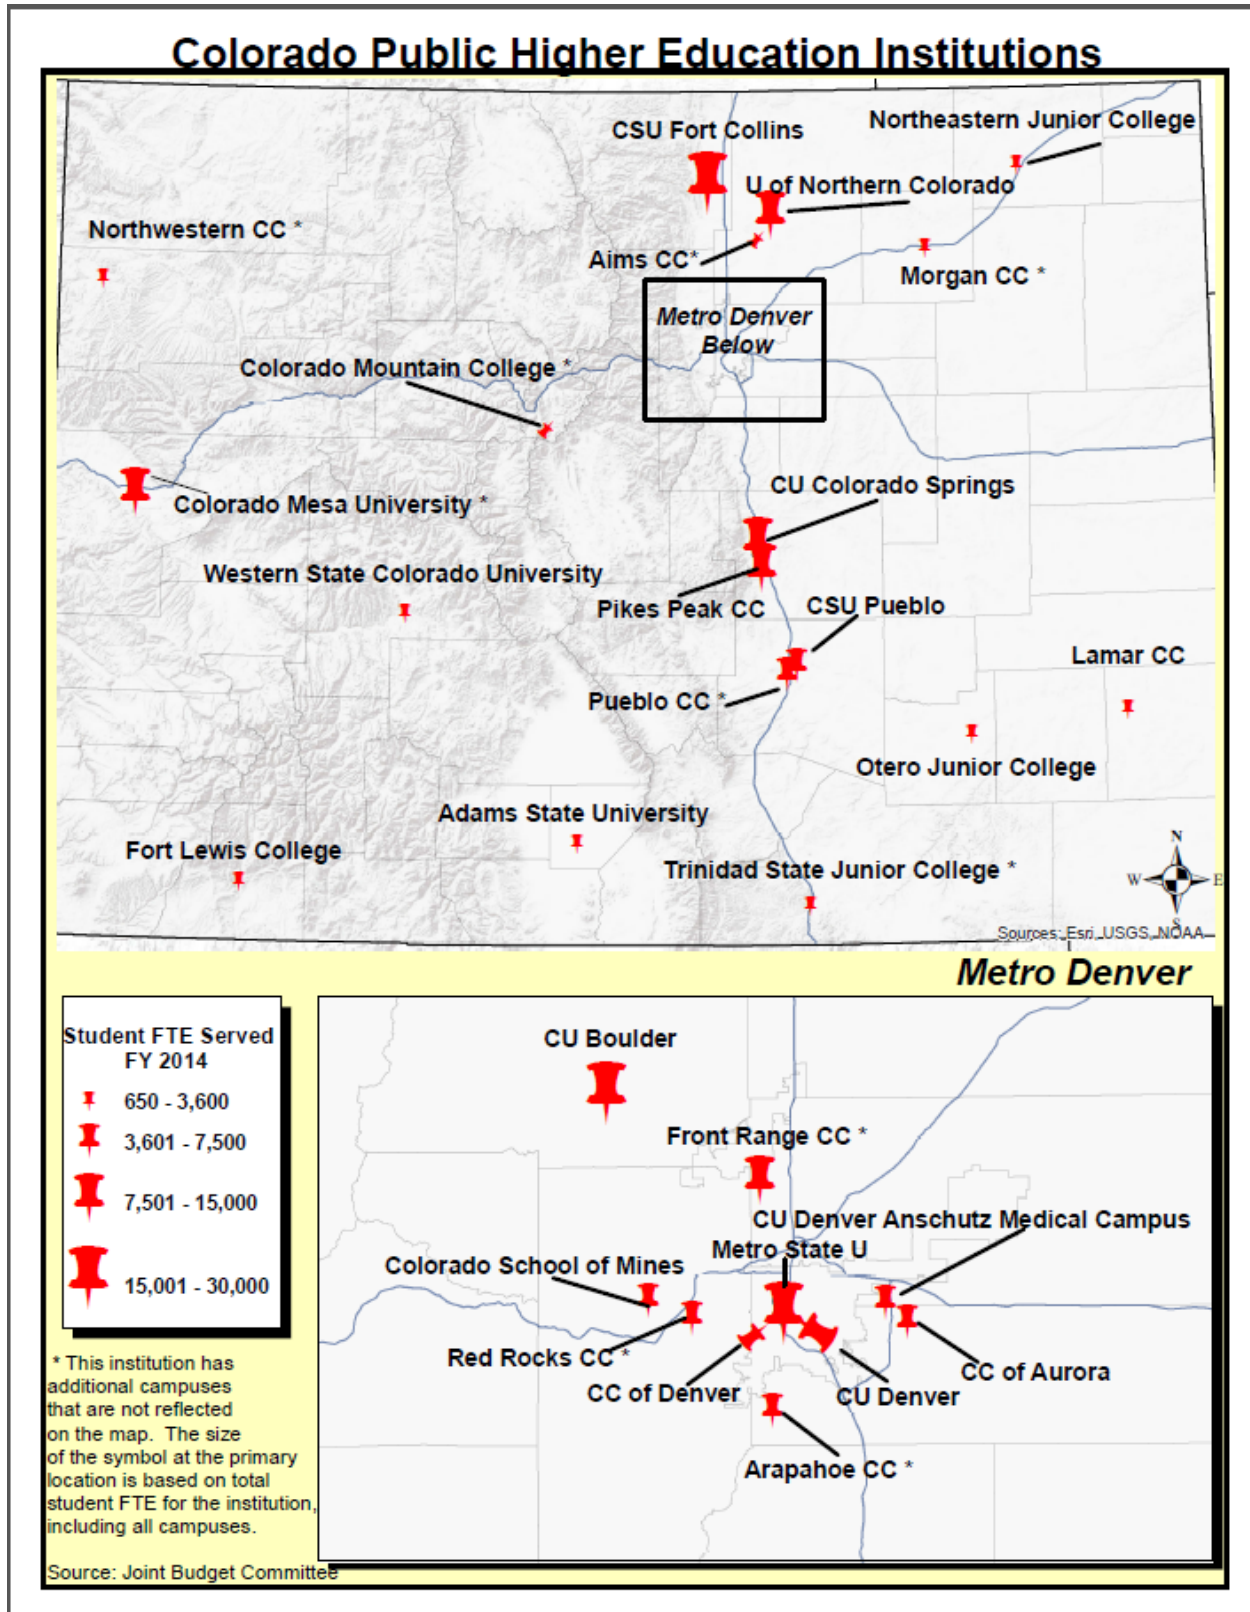 Colorado Public Higher Education Institutions
CSU Fort Collins
Northeastern Junior College
U of Northern Colorado
Northwestern CC *
Aims CC*
Morgan CC *
Metro Denver
Below
Colorado Mountain College *
CU Colorado Springs
Colorado Mesa University *
Western State Colorado University
Pikes Peak CC
CSU Pueblo
Lamar CC
Pueblo CC *
Otero Junior College
Adams State University
Fort Lewis College
Trinidad State Junior College *
N
W
E
S
Sources: Esri, USGS, NOAA
Metro Denver
Student FTE Served
FY 2014
650 - 3,600
3,601 - 7,500
7,501 - 15,000
15,001 - 30,000
* This institution has
additional campuses
that are not reflected
on the map. The size
of the symbol at the primary
location is based on total
student FTE for the institution,
including all campuses.
Source: Joint Budget Committee
CU Boulder
Front Range CC *
CU Denver Anschutz Medical Campus
Metro State U
Colorado School of Mines
Red Rocks CC *
CC of Denver
CU Denver
CC of Aurora
Arapahoe CC *